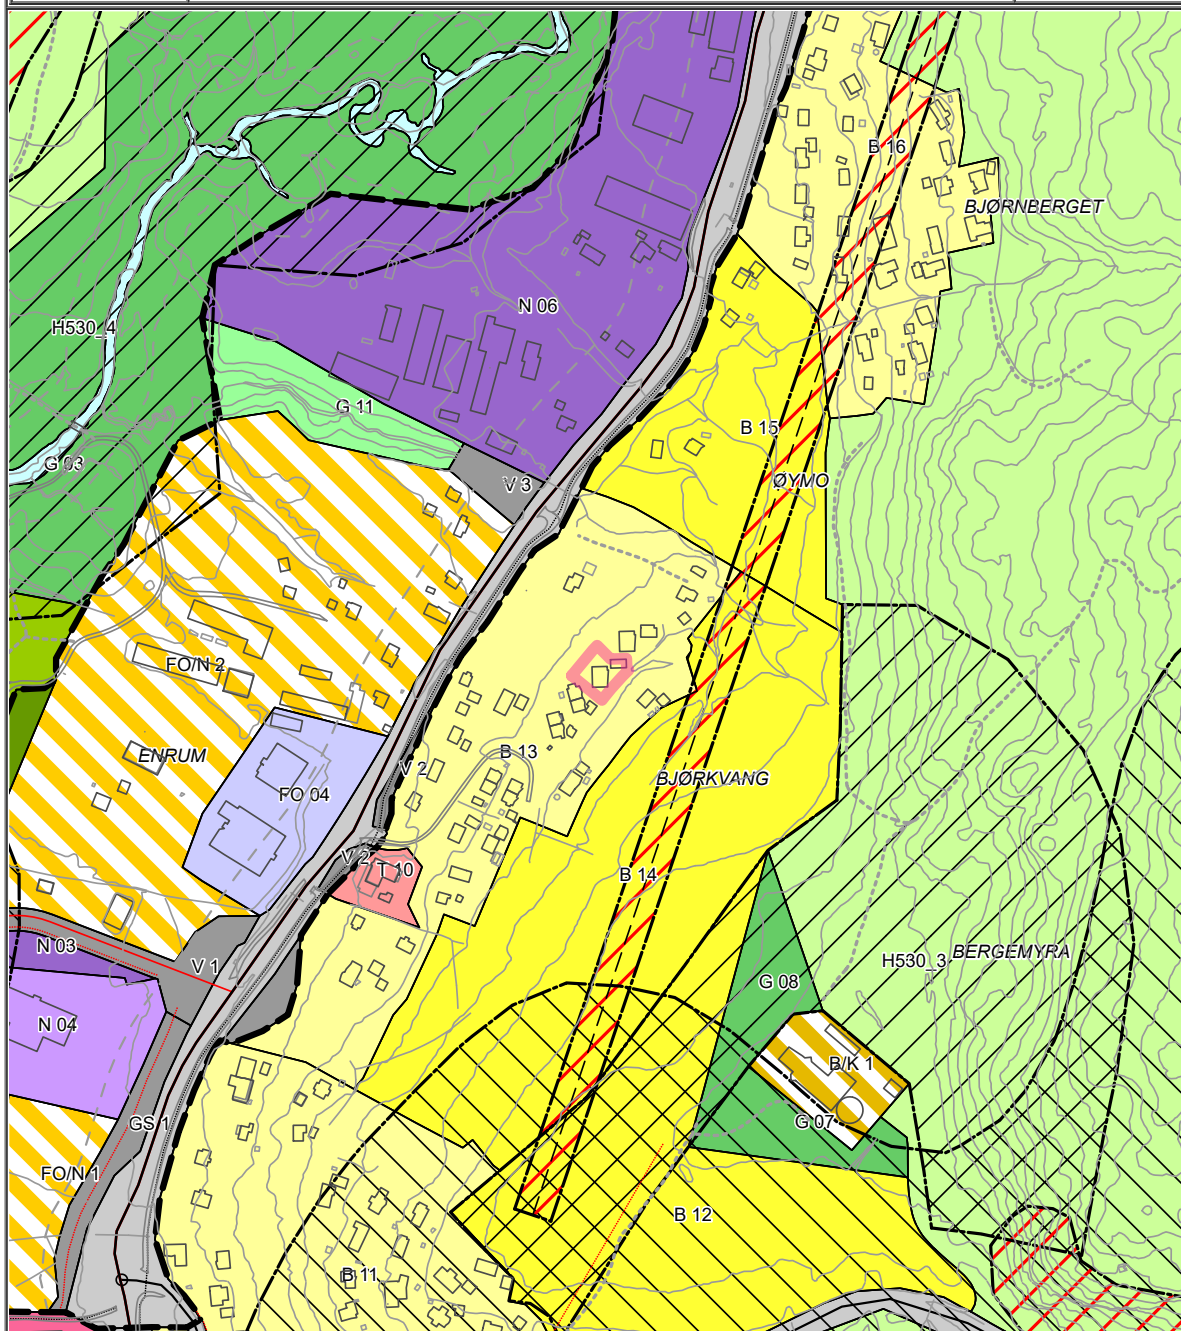 B 16
BJØRNBERGET
N 06
H530_4
G 11
B 15
G 03
ØYMO
V 3
FO/N 2
B 13
ENRUM
V 2
BJØRKVANG
FO 04
V 2
T 10
B 14
N 03
V 1
H530_3
BERGEMYRA
G 08
N 04
B/K 1
GS 1
G 07
FO/N 1
B 12
B 11